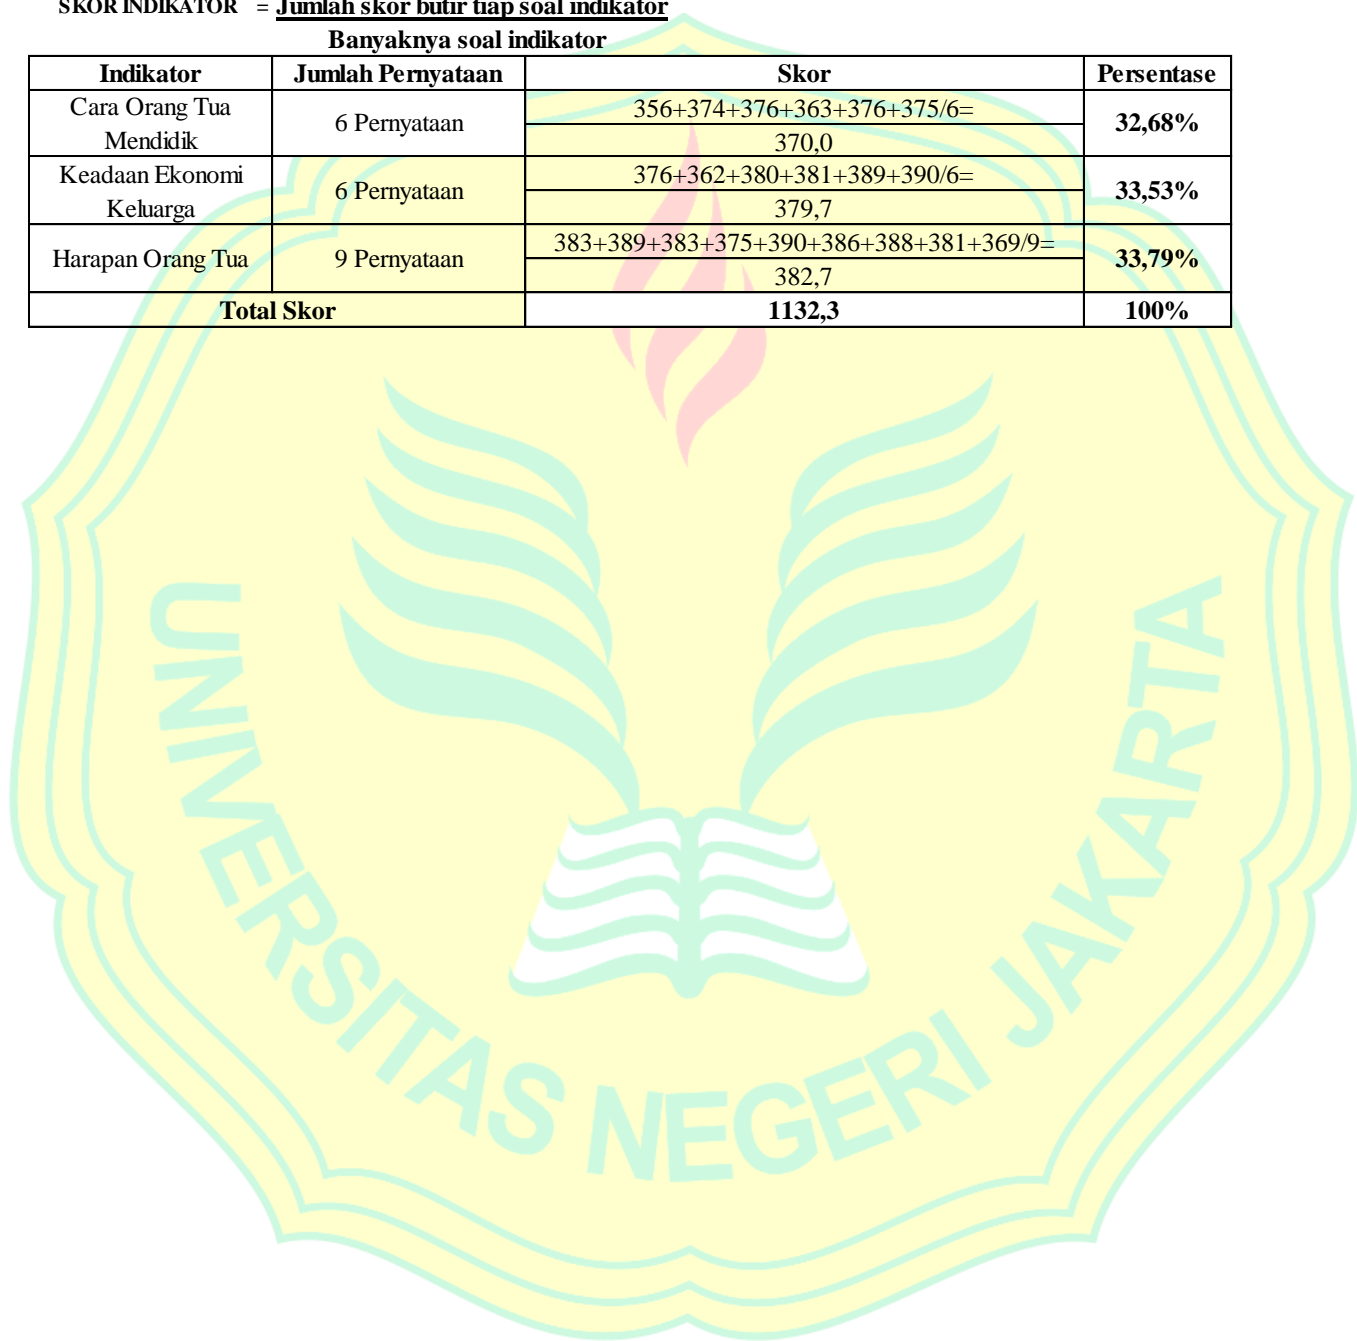 SKOR INDIKATOR = Jumlah skor butir tiap soal indikator
Banyaknya soal indikator
Indikator Jumlah Pernyataan Skor Persentase
Cara Orang Tua Mendidik 6 Pernyataan 356+374+376+363+376+375/6= 32,68%
370,0
Keadaan Ekonomi Keluarga 6 Pernyataan 376+362+380+381+389+390/6= 33,53%
379,7
Harapan Orang Tua 9 Pernyataan 383+389+383+375+390+386+388+381+369/9= 33,79%
382,7
Total Skor 1132,3 100%
UNIVERSITAS NEGERI JAKARTA